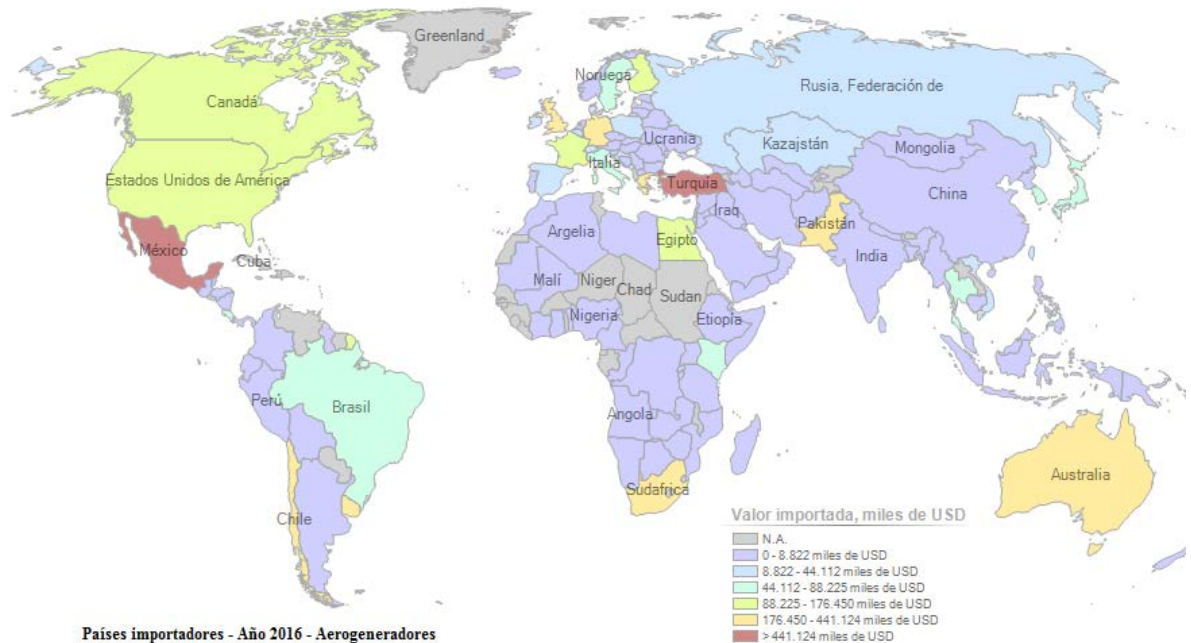 Greenland
Noruega
Canadá
Rusia, Federación de
Ucrania
Kazajstán
Mongolia
Italia
Estados Unidos de América
Turquía
China
Iraq
Pakistán
Argelia
Egipto
México
India
Cuba
Malí
Niger
Chad
Sudan
Nigeria
Etiopía
Perú
Brasil
Angola
Australia
Sudafrica
Chile
Valor importada, miles de USD
N.A.
0 - 8.822 miles de USD
8.822 - 44.112 miles de USD
44.112 - 88.225 miles de USD
88.225 - 176.450 miles de USD
176.450 - 441.124 miles de USD
> 441.124 miles de USD
Países importadores - Año 2016 - Aerogeneradores